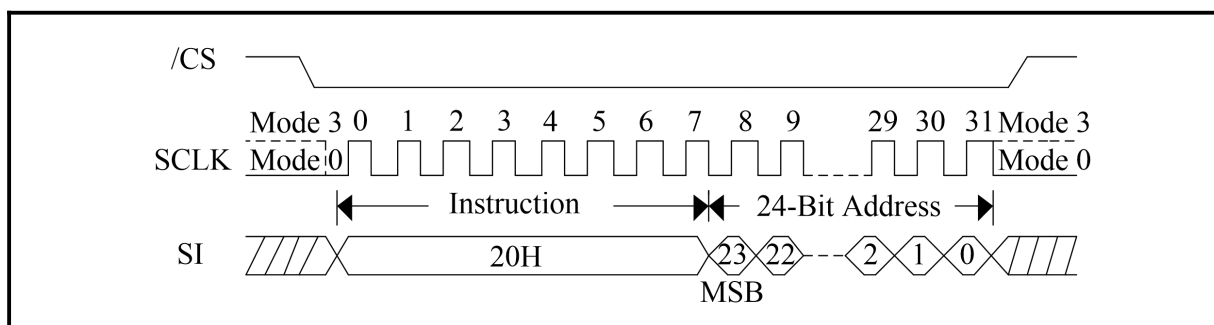 /CS
Mode 3 0 1 2 3 4 5 6 7 8 9 29 30 31 Mode 3
SCLK Mode 0 Mode 0
Instruction 24-Bit Address
SI 20H 23 22 2 1 0
MSB